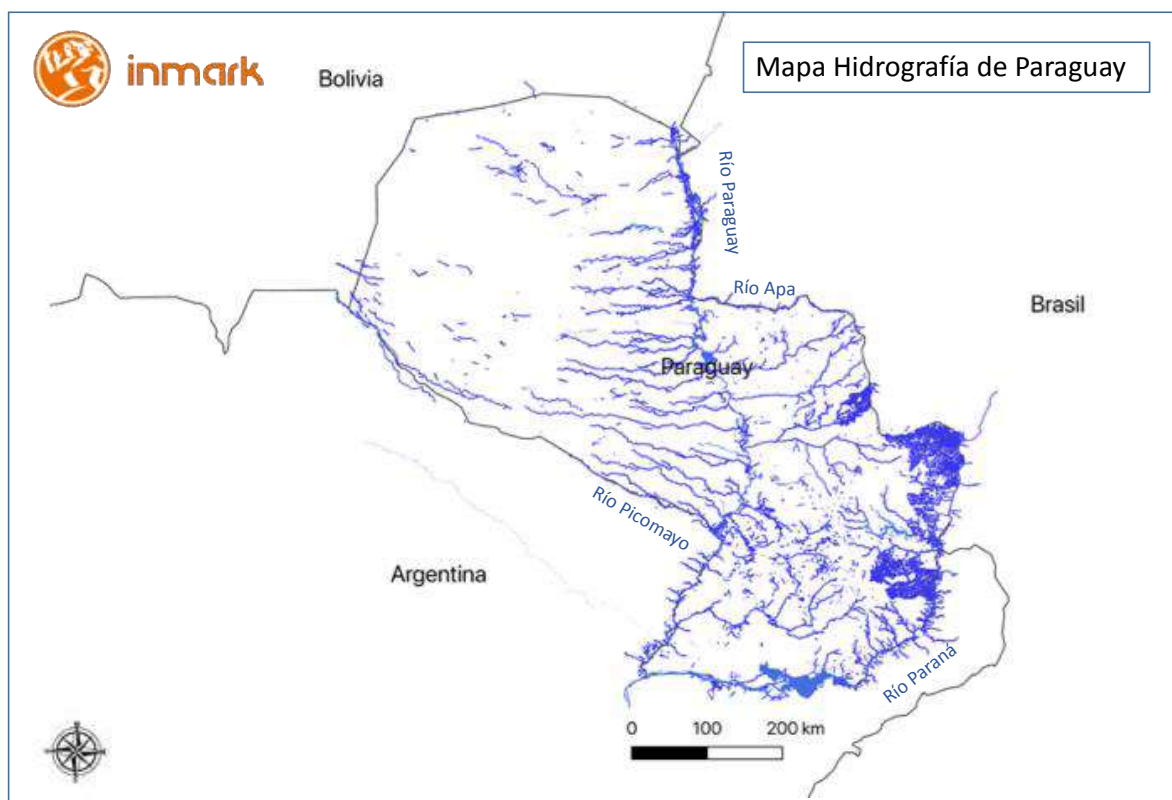 inmark
Bolivia
Mapa Hidrografía de Paraguay
Río Paraguay
Río Apa
Brasil
Paraguay
Río Picomayo
Argentina
Río Paraná
0 100 200 km